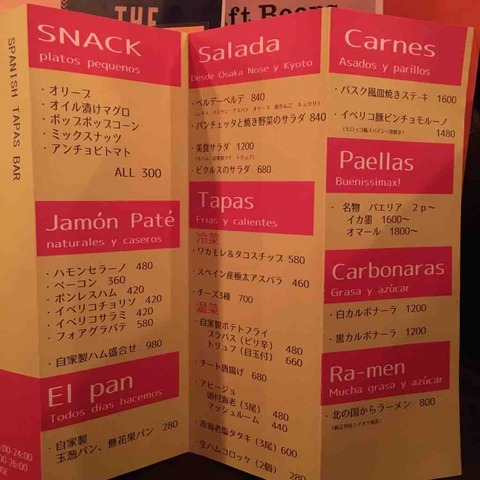 THE
ft Beers
SPANISH TAPAS BAR
SNACK
platos pequenos
・オリーブ
・オイル漬けマグロ
・ポップポップコーン
・ミックスナッツ
・アンチョビトマト
ALL 300
Jamón Paté
naturales y caseros
・ハモンセラーノ 480
・ベーコン 360
・ボンレスハム 420
・イベリコチョリソ 420
・イベリコサラミ 420
・フォアグラパテ 580
・自家製ハム盛合せ 980
El pan
Todos dias hacemos
・自家製
玉葱パン、無花果パン 280
Salada
Desde Osaka Nose y Kyoto
・ベルデーベルデ 840
・パンチェッタと焼き野菜のサラダ 840
・美食サラダ 1200
・ピクルスのサラダ 680
Tapas
Frias y calientes
冷菜
・ワカモレ＆タコスチップ 580
・スペイン産極太アスパラ 460
・チーズ3種 700
温菜
・自家製ポテトフライ
ブラバス(ピリ辛) 480
トリュフ(目玉付) 660
・チート唐揚げ 680
・アヒージョ
頭付海老(3尾) 480
マッシュルーム 440
・赤海老塩タタキ(3尾) 600
・生ハムコロッケ(2個) 280
Carnes
Asados y parillos
・バスク風皿焼きステーキ 1600
・イベリコ豚ピンチョモルーノ
1480
Paellas
Buenissimax!
・名物 パエリア 2p～
イカ墨 1600～
オマール 1800～
Carbonaras
Grasa y azúcar
・白カルボナーラ 1200
・黒カルボナーラ 1200
Ra-men
Mucha grasa y azúcar
・北の国からラーメン 800